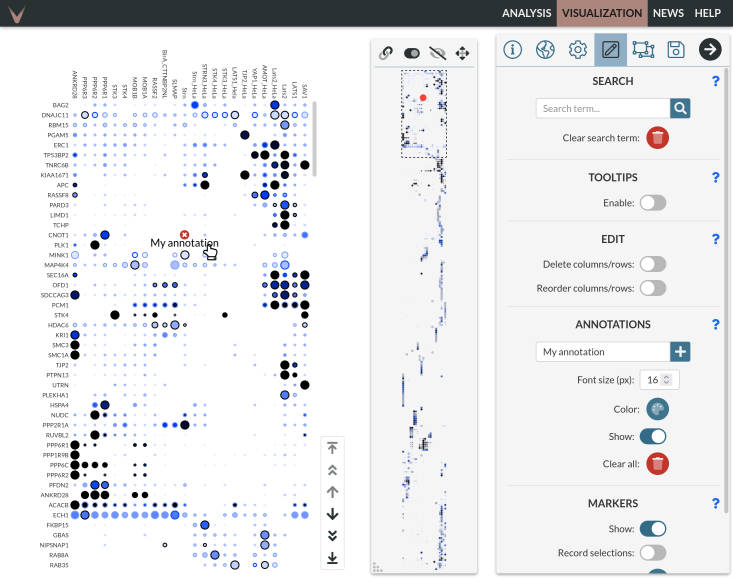 ANALYSIS VISUALIZATION NEWS HELP
ANKRD28
PPP6R3
PPP6R2
PPP6R1
STK3
STK4
MOB1B
MOB1A
RASSF2
BirA_CTTNBP2NL
SLMAP
Strn
Strn_HeLa
STRN3_HeLa
STK4_HeLa
STK3_HeLa
LATS1_HeLa
TJP2_HeLa
YAP1_HeLa
AMOT_HeLa
Lats2_HeLa
Lats2
LATS1
SAV1
BAG2
DNAJC11
RBM15
PGAM5
ERC1
TP53BP2
TNRC6B
KIAA1671
APC
RASSF8
PARD3
LIMD1
TCHP
CNOT1
PLK1
MINK1
MAP4K4
SEC16A
OFD1
SDCCAG3
PCM1
STK4
HDAC6
KRI1
SMC3
SMC1A
TJP2
PTPN13
UTRN
PLEKHA1
HSPA4
NUDC
PPP2R1A
RUVBL2
PPP6R1
PPP1R9B
PPP6C
PPP6R2
PFDN2
ANKRD28
ACACB
ECH1
FKBP15
GBAS
NIPSNAP1
RAB8A
RAB35
My annotation
SEARCH ?
Search term...
Clear search term:
TOOLTIPS ?
Enable:
EDIT ?
Delete columns/rows:
Reorder columns/rows:
ANNOTATIONS ?
My annotation
Font size (px): 16
Color:
Show:
Clear all:
MARKERS ?
Show:
Record selections: